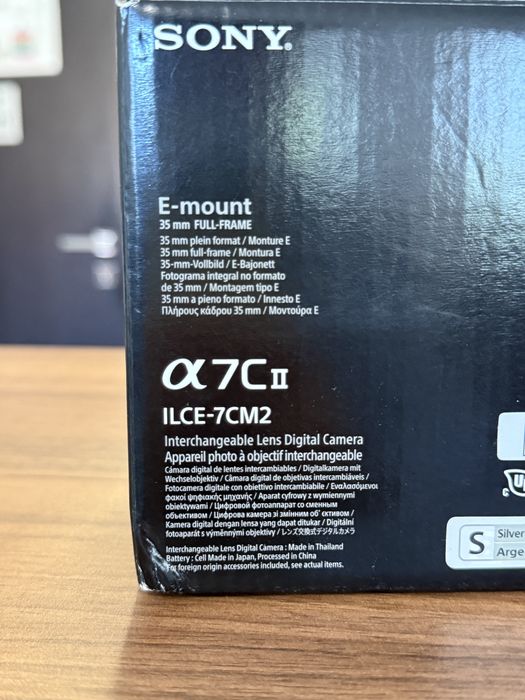 SONY
E-mount
35 mm FULL-FRAME
35 mm plein format / Monture E
35 mm full-frame / Montura E
35-mm-Vollbild / E-Bajonett
Fotograma integral no formato
de 35 mm / Montagem tipo E
35 mm a pieno formato / Innesto E
Πλήρους κάδρου 35 mm / Μοντούρα E
α7CII
ILCE-7CM2
Interchangeable Lens Digital Camera
Appareil photo à objectif interchangeable
Cámara digital de lentes intercambiables / Digitalkamera mit
Wechselobjektiv / Câmara digital de objetivas intercambiáveis /
Fotocamera digitale con obiettivo intercambiabile / Εναλλασσόμενοι
φακοί ψηφιακής μηχανής / Aparat cyfrowy z wymiennymi
obiektywami / Цифровой фотоаппарат со сменным
объективом / Цифрова камера зі змінним об'єктивом /
Kamera digital dengan lensa yang dapat ditukar / Digitální
fotoaparát s výměnnými objektivy / レンズ交換式デジタルカメラ
Interchangeable Lens Digital Camera : Made in Thailand
Battery : Cell Made in Japan, Processed in China
For foreign origin accessories included, see actual items.
S
Silver
Arge